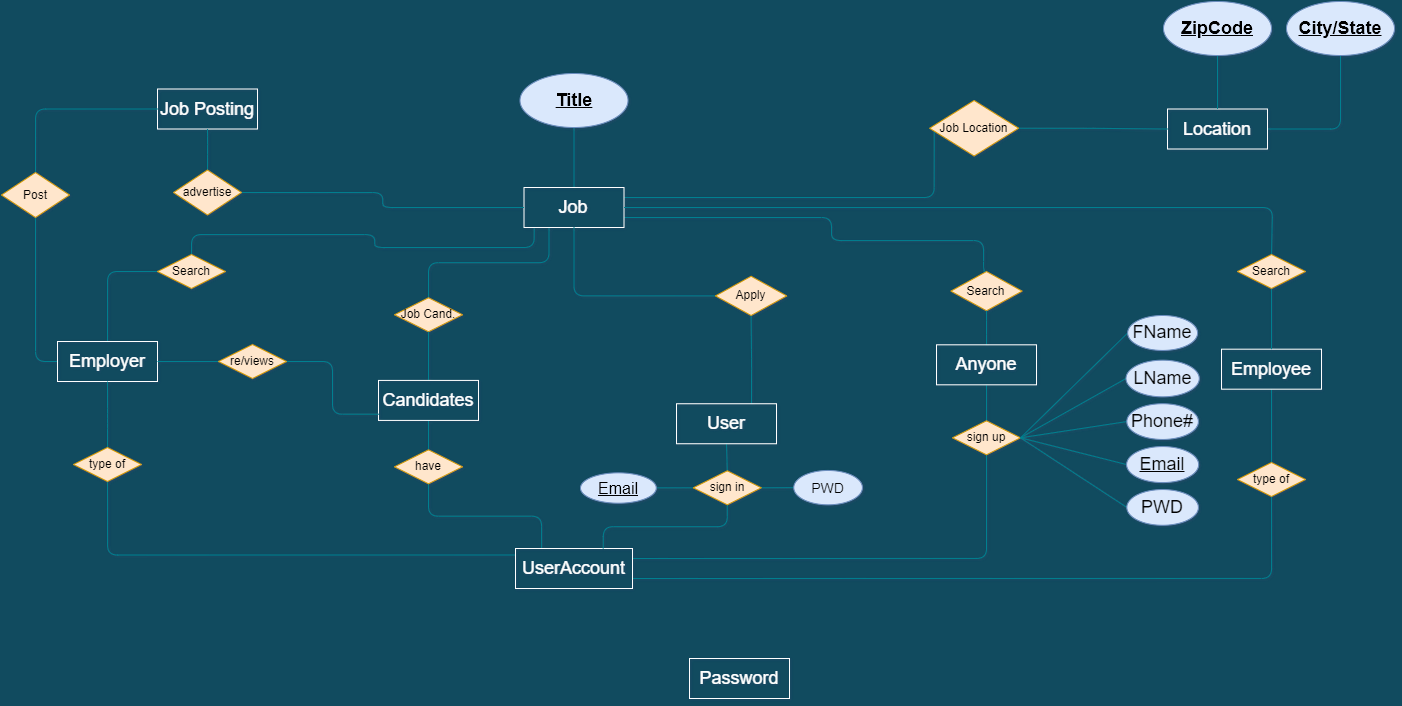 ZipCode
City/State
Title
Job Posting
Job Location
Location
Post
advertise
Job
Search
Search
Job Cand.
Apply
Search
FName
Employer
re/views
Anyone
Employee
LName
Candidates
User
Phone#
type of
have
sign up
Email
Email
sign in
PWD
type of
PWD
UserAccount
Password